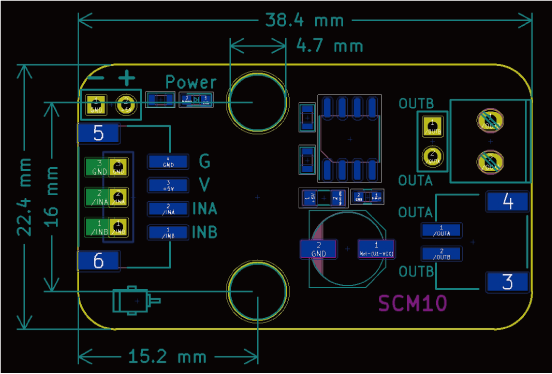 38.4 mm
4.7 mm
- +
Power
5
OUTB
3
GND
G
GND
3
+5V
V
2
/INA
2
/INA
INA
1
/INB
3
/INB
INB
22.4 mm
16 mm
OUTA
OUTA
4
1
/OUTA
2
/OUTB
OUTB
3
2
GND
1
6
SCM10
15.2 mm